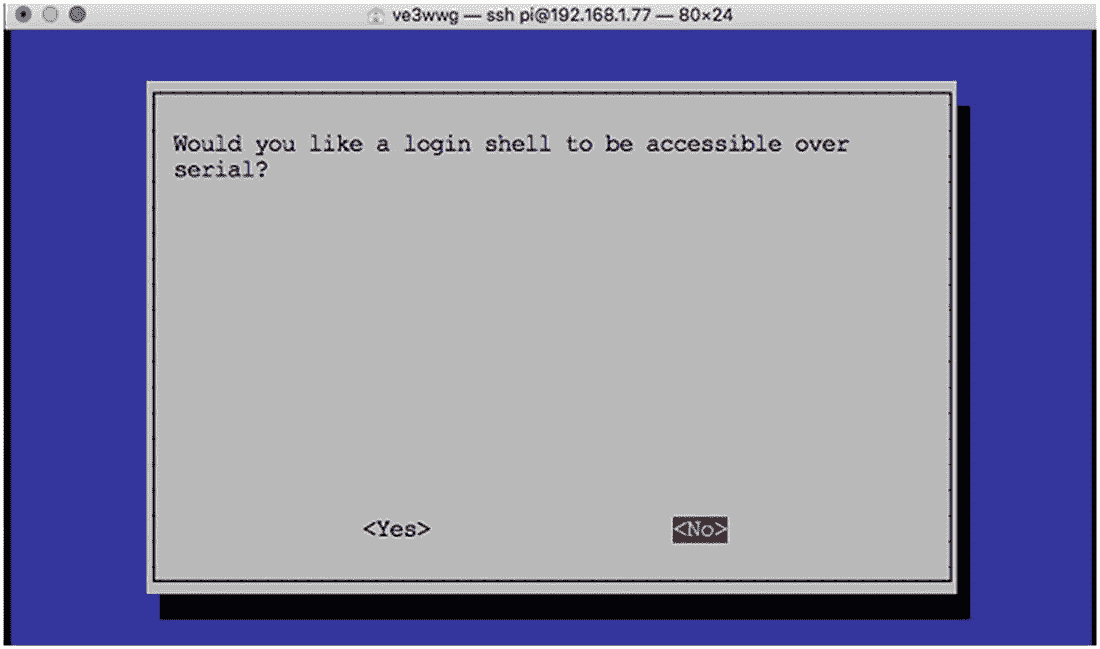 ve3wwg — ssh pi@192.168.1.77 — 80×24
Would you like a login shell to be accessible over
serial?
<Yes> <No>